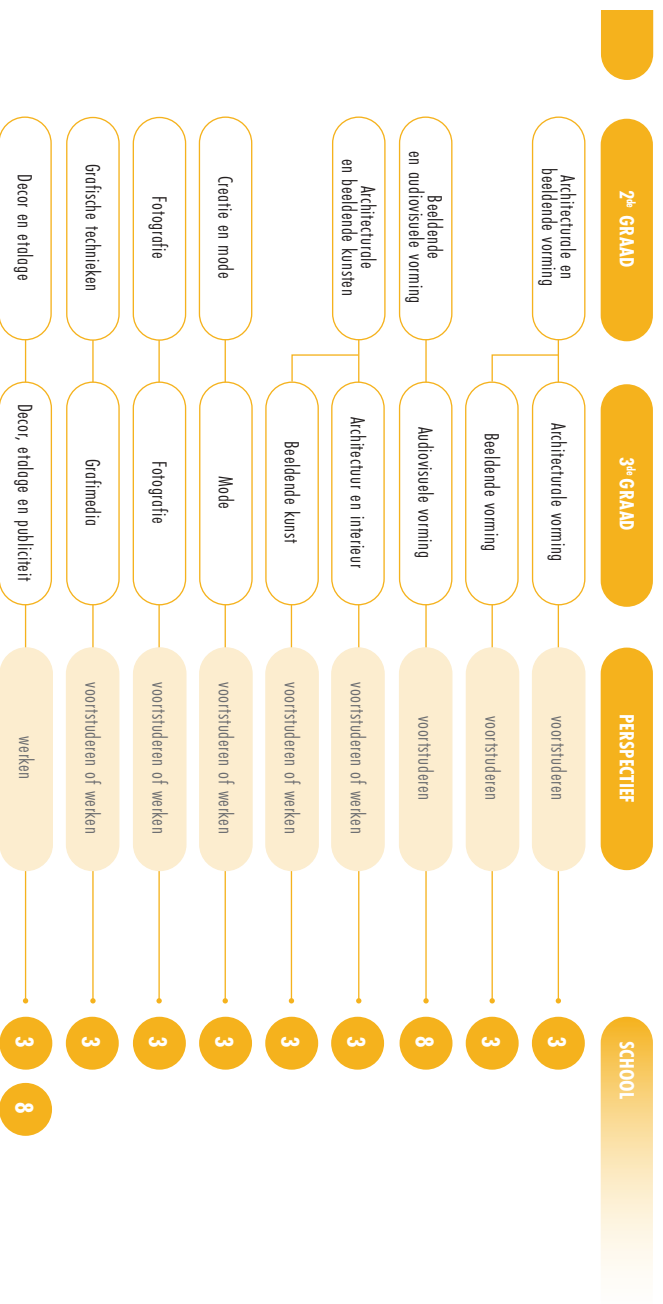 2de GRAAD
3de GRAAD
PERSPECTIEF
SCHOOL
Architecturale en
beeldende vorming
Architecturale vorming
voortstuderen
3
Beeldende vorming
voortstuderen
3
Beeldende
en audiovisuele vorming
Audiovisuele vorming
voortstuderen
8
Architecturale
en beeldende kunsten
Architectuur en interieur
voortstuderen of werken
3
Beeldende kunst
voortstuderen of werken
3
Creatie en mode
Mode
voortstuderen of werken
3
Fotografie
Fotografie
voortstuderen of werken
3
Grafische technieken
Grafimedia
voortstuderen of werken
3
Decor en etalage
Decor, etalage en publiciteit
werken
3
8